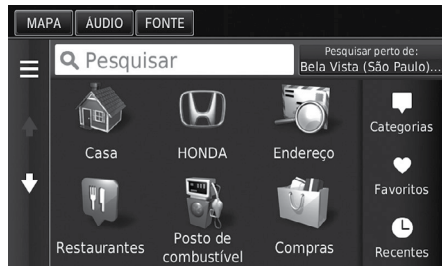 MAPA ÁUDIO FONTE
Pesquisar
Pesquisar perto de:
Bela Vista (São Paulo)...
Casa
HONDA
Endereço
Categorias
Favoritos
Restaurantes
Posto de
combustível
Compras
Recentes